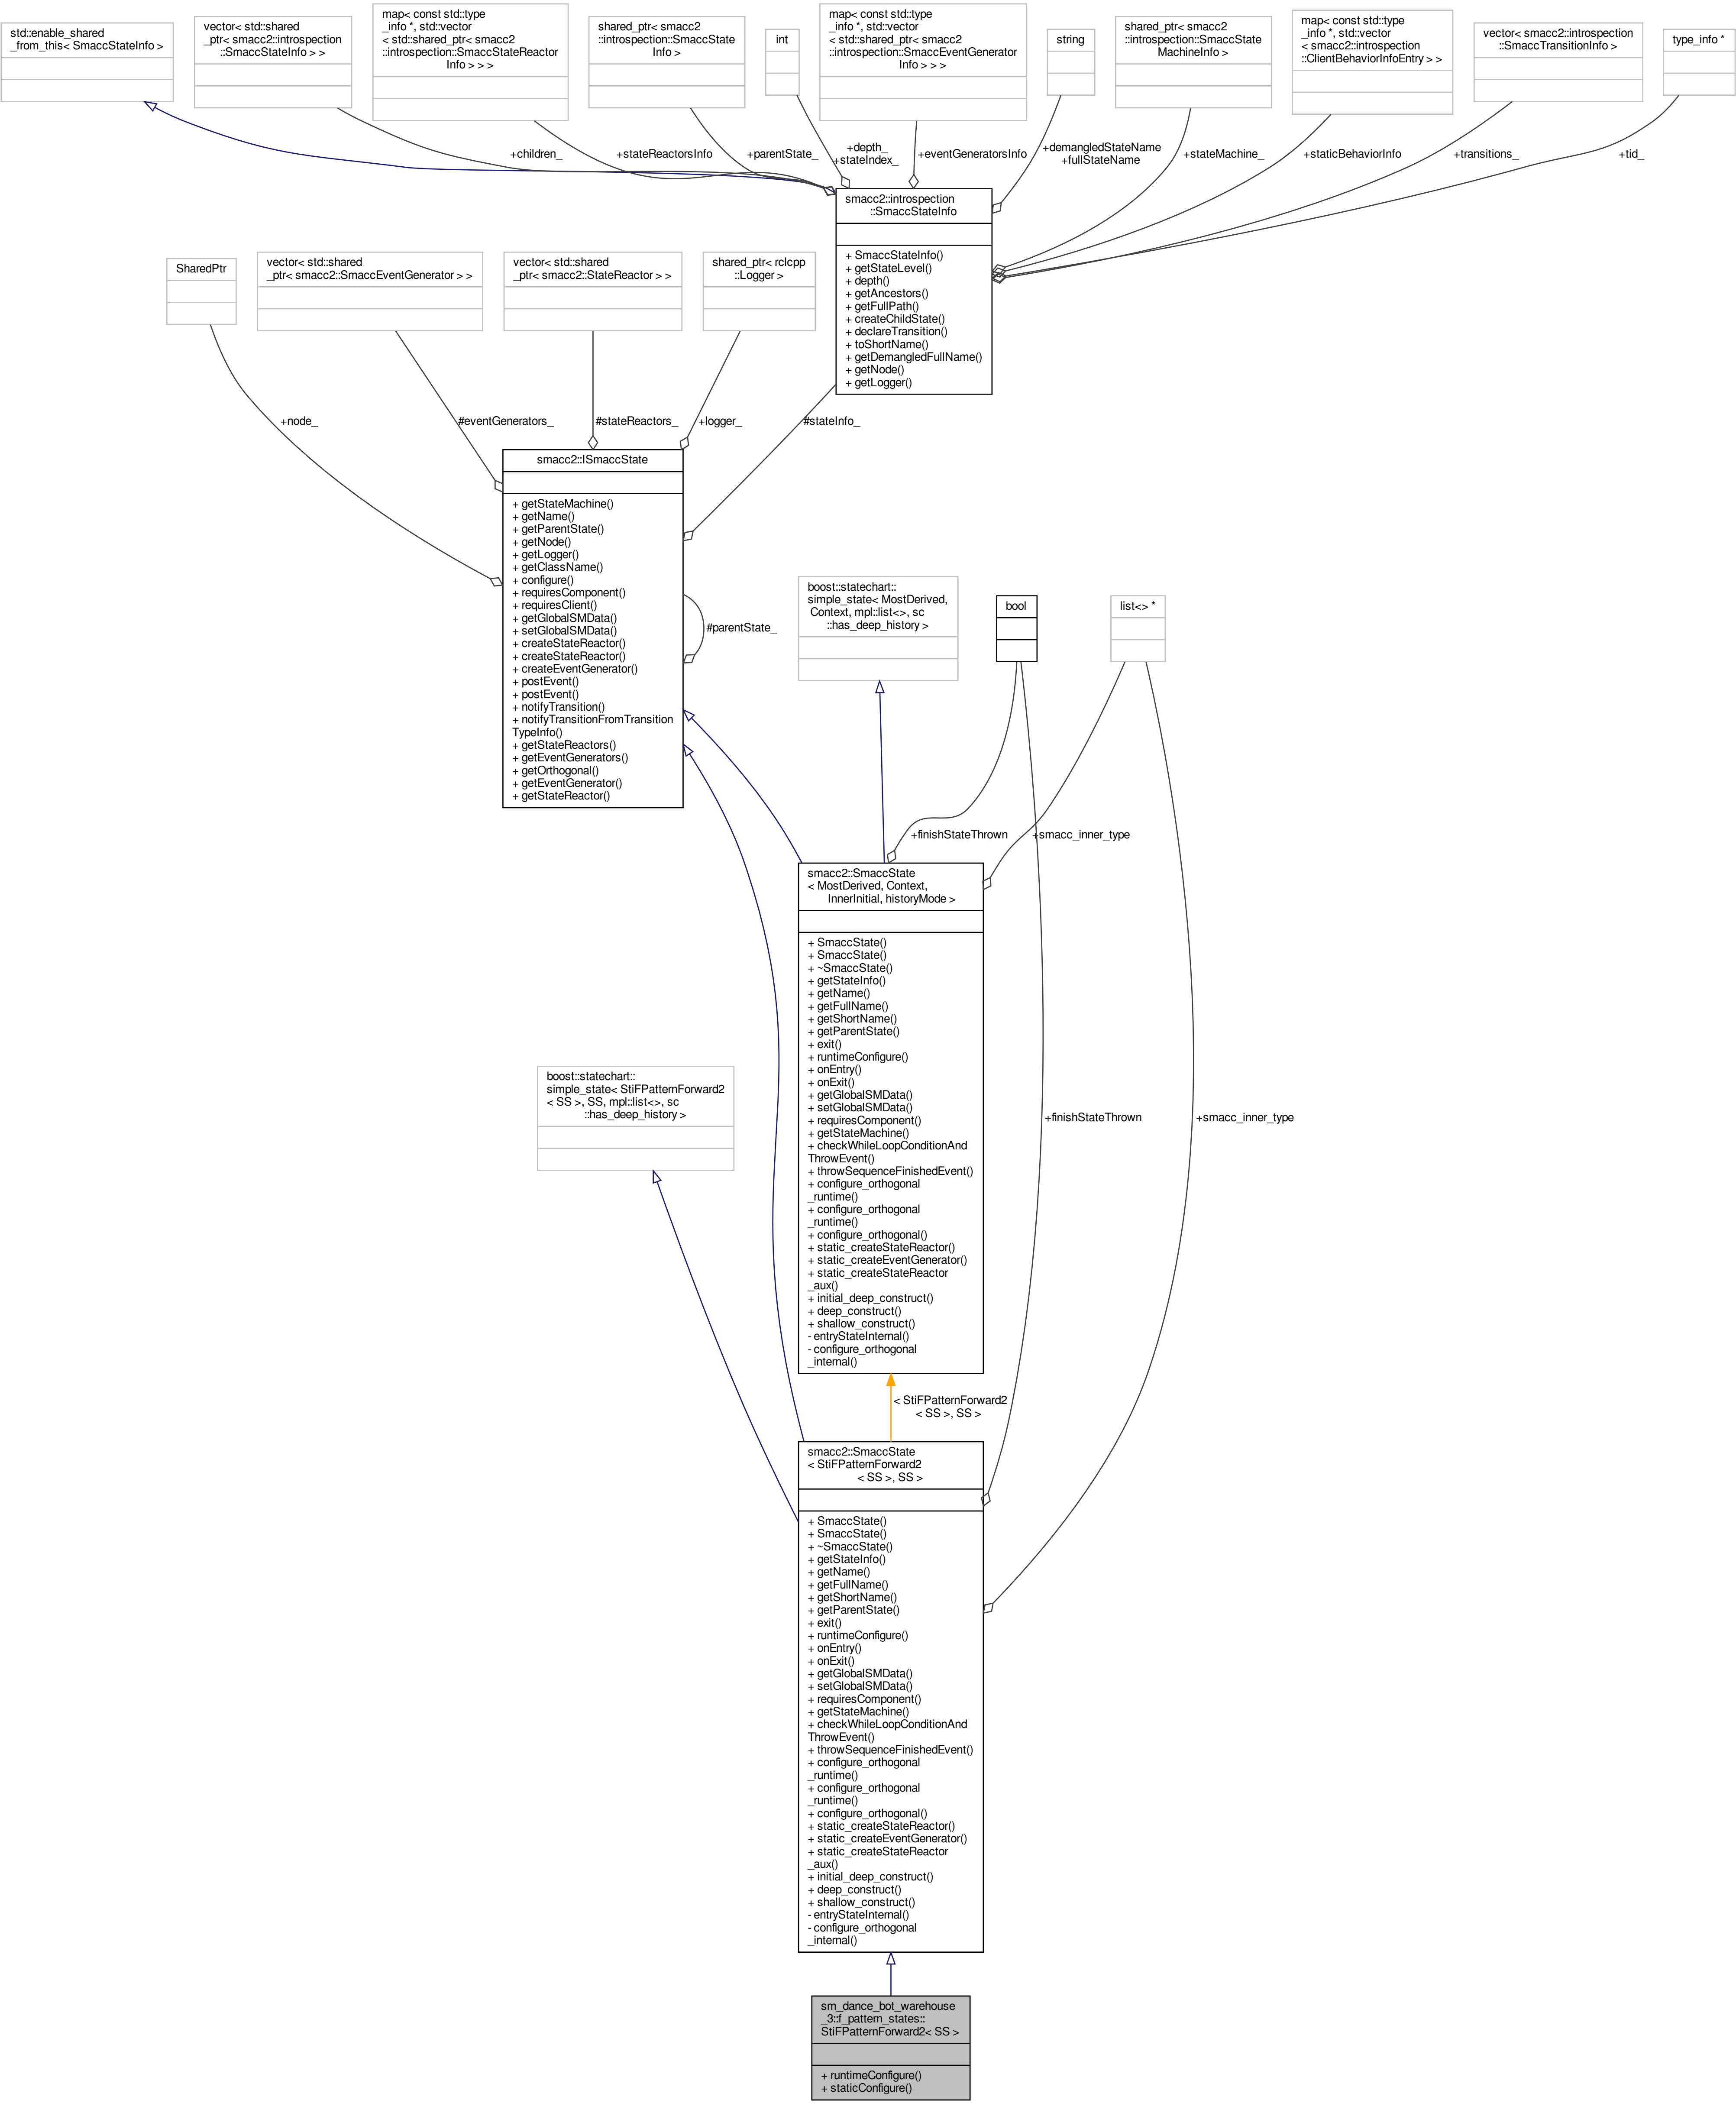 std::enable_shared
_from_this< SmaccStateInfo >
vector< std::shared
_ptr< smacc2::introspection
::SmaccStateInfo > >
map< const std::type
_info *, std::vector
< std::shared_ptr< smacc2
::introspection::SmaccStateReactor
Info > > >
shared_ptr< smacc2
::introspection::SmaccState
Info >
int
map< const std::type
_info *, std::vector
< std::shared_ptr< smacc2
::introspection::SmaccEventGenerator
Info > > >
string
shared_ptr< smacc2
::introspection::SmaccState
MachineInfo >
map< const std::type
_info *, std::vector
< smacc2::introspection
::ClientBehaviorInfoEntry > >
vector< smacc2::introspection
::SmaccTransitionInfo >
type_info *
+children_
+stateReactorsInfo
+parentState_
+depth_
+stateIndex_
+eventGeneratorsInfo
+demangledStateName
+fullStateName
+stateMachine_
+staticBehaviorInfo
+transitions_
+tid_
smacc2::introspection
::SmaccStateInfo
+ SmaccStateInfo()
+ getStateLevel()
+ depth()
+ getAncestors()
+ getFullPath()
+ createChildState()
+ declareTransition()
+ toShortName()
+ getDemangledFullName()
+ getNode()
+ getLogger()
SharedPtr
vector< std::shared
_ptr< smacc2::SmaccEventGenerator > >
vector< std::shared
_ptr< smacc2::StateReactor > >
shared_ptr< rclcpp
::Logger >
+node_
#eventGenerators_
#stateReactors_
+logger_
#stateInfo_
smacc2::ISmaccState
+ getStateMachine()
+ getName()
+ getParentState()
+ getNode()
+ getLogger()
+ getClassName()
+ configure()
+ requiresComponent()
+ requiresClient()
+ getGlobalSMData()
+ setGlobalSMData()
+ createStateReactor()
+ createStateReactor()
+ createEventGenerator()
+ postEvent()
+ postEvent()
+ notifyTransition()
+ notifyTransitionFromTransition
TypeInfo()
+ getStateReactors()
+ getEventGenerators()
+ getOrthogonal()
+ getEventGenerator()
+ getStateReactor()
#parentState_
boost::statechart::
simple_state< MostDerived,
Context, mpl::list<>, sc
::has_deep_history >
bool
list<> *
+finishStateThrown
+smacc_inner_type
smacc2::SmaccState
< MostDerived, Context,
InnerInitial, historyMode >
+ SmaccState()
+ SmaccState()
+ ~SmaccState()
+ getStateInfo()
+ getName()
+ getFullName()
+ getShortName()
+ getParentState()
+ exit()
+ runtimeConfigure()
+ onEntry()
+ onExit()
+ getGlobalSMData()
+ setGlobalSMData()
+ requiresComponent()
+ getStateMachine()
+ checkWhileLoopConditionAnd
ThrowEvent()
+ throwSequenceFinishedEvent()
+ configure_orthogonal
_runtime()
+ configure_orthogonal
_runtime()
+ configure_orthogonal()
+ static_createStateReactor()
+ static_createEventGenerator()
+ static_createStateReactor
_aux()
+ initial_deep_construct()
+ deep_construct()
+ shallow_construct()
- entryStateInternal()
- configure_orthogonal
_internal()
boost::statechart::
simple_state< StiFPatternForward2
< SS >, SS, mpl::list<>, sc
::has_deep_history >
+finishStateThrown
+smacc_inner_type
< StiFPatternForward2
< SS >, SS >
smacc2::SmaccState
< StiFPatternForward2
< SS >, SS >
+ SmaccState()
+ SmaccState()
+ ~SmaccState()
+ getStateInfo()
+ getName()
+ getFullName()
+ getShortName()
+ getParentState()
+ exit()
+ runtimeConfigure()
+ onEntry()
+ onExit()
+ getGlobalSMData()
+ setGlobalSMData()
+ requiresComponent()
+ getStateMachine()
+ checkWhileLoopConditionAnd
ThrowEvent()
+ throwSequenceFinishedEvent()
+ configure_orthogonal
_runtime()
+ configure_orthogonal
_runtime()
+ configure_orthogonal()
+ static_createStateReactor()
+ static_createEventGenerator()
+ static_createStateReactor
_aux()
+ initial_deep_construct()
+ deep_construct()
+ shallow_construct()
- entryStateInternal()
- configure_orthogonal
_internal()
sm_dance_bot_warehouse
_3::f_pattern_states::
StiFPatternForward2< SS >
+ runtimeConfigure()
+ staticConfigure()